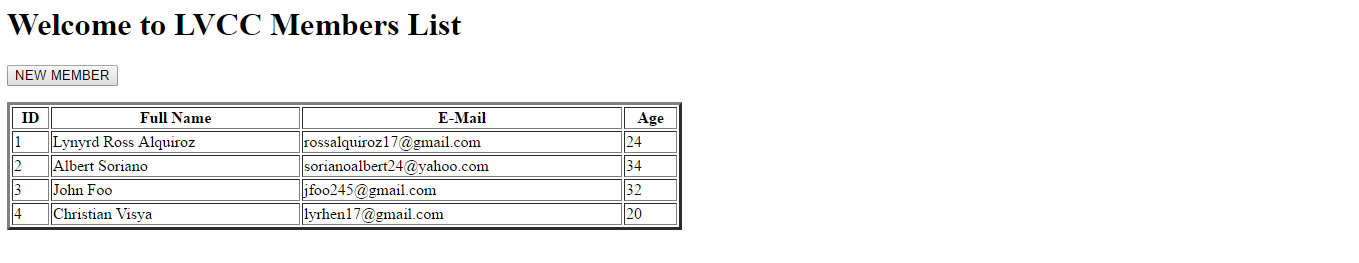 Welcome to LVCC Members List
NEW MEMBER
ID Full Name E-Mail Age
1 Lynyrd Ross Alquiroz rossalquiroz17@gmail.com 24
2 Albert Soriano sorianoalbert24@yahoo.com 34
3 John Foo jfoo245@gmail.com 32
4 Christian Visya lyrhen17@gmail.com 20